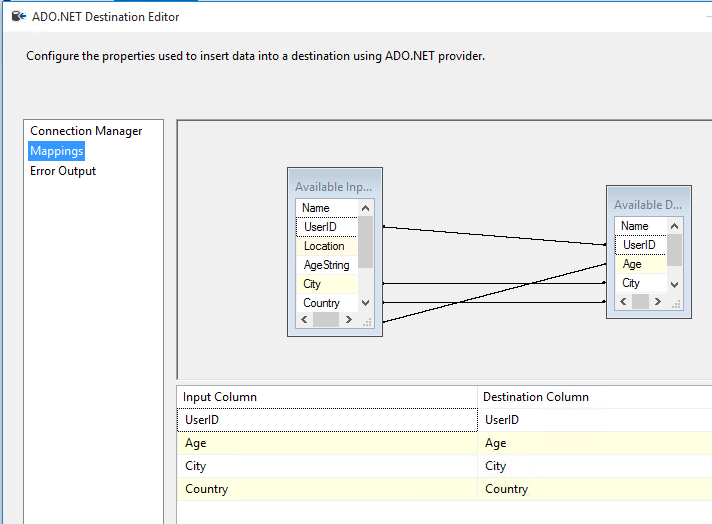 ADO.NET Destination Editor
Configure the properties used to insert data into a destination using ADO.NET provider.
Connection Manager
Mappings
Error Output
Available Inp...
Name
UserID
Location
AgeString
City
Country
Available D...
Name
UserID
Age
City
Input Column Destination Column
UserID UserID
Age Age
City City
Country Country